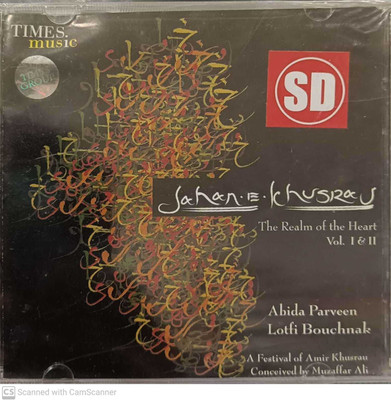 TIMES.
music
SD
Jahan.E.Khusrau
The Realm of the Heart
Vol. I & II
Abida Parveen
Lotfi Bouchnak
A Festival of Amir Khusrau
Conceived by Muzaffar Ali
CS Scanned with CamScanner